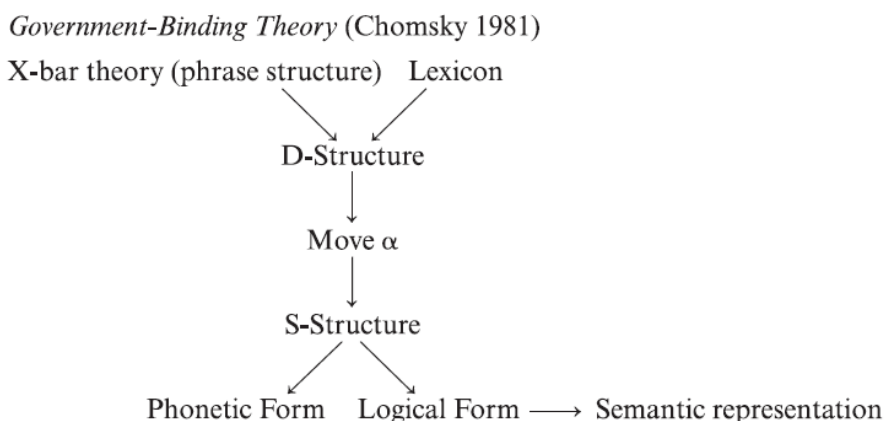 Government-Binding Theory (Chomsky 1981)
X-bar theory (phrase structure) Lexicon
D-Structure
Move α
S-Structure
Phonetic Form Logical Form → Semantic representation